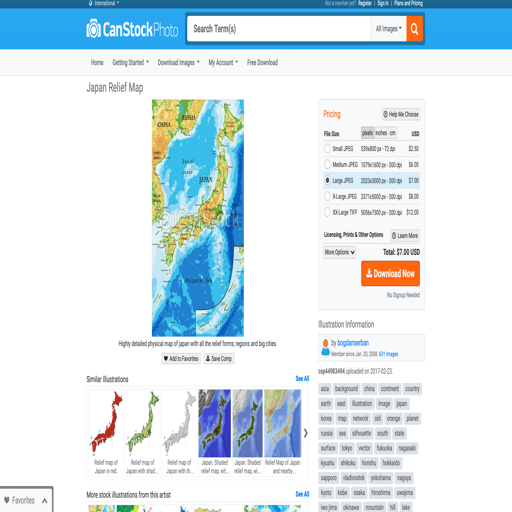 International
Not a member yet? Register | Sign in | Plans and Pricing
CanStockPhoto
Search Term(s)
All Images
Home
Getting Started
Download Images
My Account
Free Download
Japan Relief Map
RUSSIA
CHINA
Sea of
Japan
JAPAN
Philippine Sea
Highly detailed physical map of japan with all the relief forms, regions and big cities.
Add to Favorites
Save Comp
Pricing
Help Me Choose
File Size
pixels inches cm
USD
Small JPEG 539x800 px - 72 dpi $2.50
Medium JPEG 1079x1600 px - 300 dpi $6.00
Large JPEG 2023x3000 px - 300 dpi $7.00
X-Large JPEG 3371x5000 px - 300 dpi $8.00
XX-Large TIFF 5056x7500 px - 300 dpi $12.00
Licensing, Prints & Other Options
Learn More
More Options
Total: $7.00 USD
Download Now
No Signup Needed
Illustration Information
by bogdanserban
Member since Jan, 20, 2008. 631 images
csp44983494 uploaded on 2017-02-23.
asia background china continent country
earth east illustration image japan
korea map network old orange planet
russia sea silhouette south state
surface tokyo vector fukuoka nagasaki
kyushu shikoku honshu hokkaido
sapporo vladivostok yokohama nagoya
kyoto kobe osaka hiroshima uwajima
iwo jima okinawa mountain hill lake
Similar Illustrations
See All
Relief map of
Japan in red.
Relief map of
Japan with shad...
Relief map of
Japan with th...
Japan. Shaded
relief map, wit...
Japan. Shaded
relief map, wi...
Relief Map of Japan
and nearby...
More stock illustrations from this artist
See All
Favorites